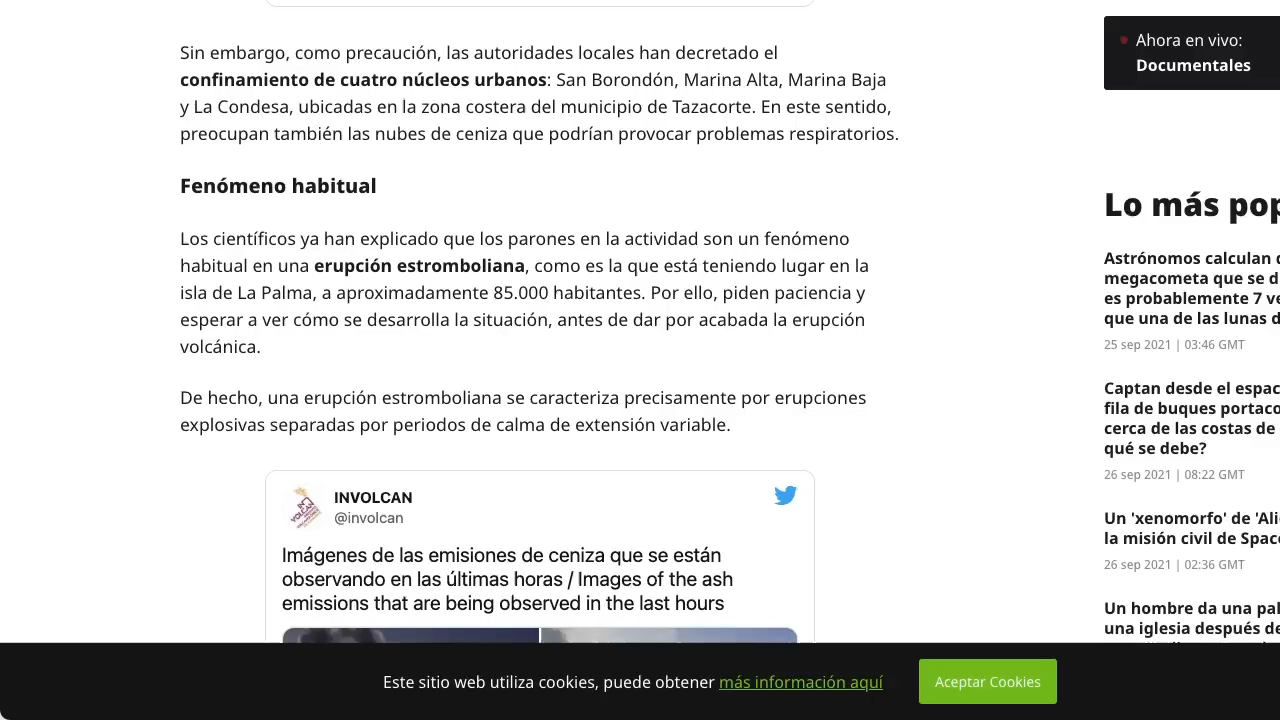 Sin embargo, como precaución, las autoridades locales han decretado el
confinamiento de cuatro núcleos urbanos: San Borondón, Marina Alta, Marina Baja
y La Condesa, ubicadas en la zona costera del municipio de Tazacorte. En este sentido,
preocupan también las nubes de ceniza que podrían provocar problemas respiratorios.
Fenómeno habitual
Los científicos ya han explicado que los parones en la actividad son un fenómeno
habitual en una erupción estromboliana, como es la que está teniendo lugar en la
isla de La Palma, a aproximadamente 85.000 habitantes. Por ello, piden paciencia y
esperar a ver cómo se desarrolla la situación, antes de dar por acabada la erupción
volcánica.
De hecho, una erupción estromboliana se caracteriza precisamente por erupciones
explosivas separadas por periodos de calma de extensión variable.
INVOLCAN
@involcan
Imágenes de las emisiones de ceniza que se están
observando en las últimas horas / Images of the ash
emissions that are being observed in the last hours
Ahora en vivo:
Documentales
Lo más pop
Astrónomos calculan
megacometa que se d
es probablemente 7 ve
que una de las lunas d
25 sep 2021 | 03:46 GMT
Captan desde el espac
fila de buques portaco
cerca de las costas de
qué se debe?
26 sep 2021 | 08:22 GMT
Un 'xenomorfo' de 'Ali
la misión civil de Spac
26 sep 2021 | 02:36 GMT
Un hombre da una pal
una iglesia después de
Este sitio web utiliza cookies, puede obtener más información aquí
Aceptar Cookies